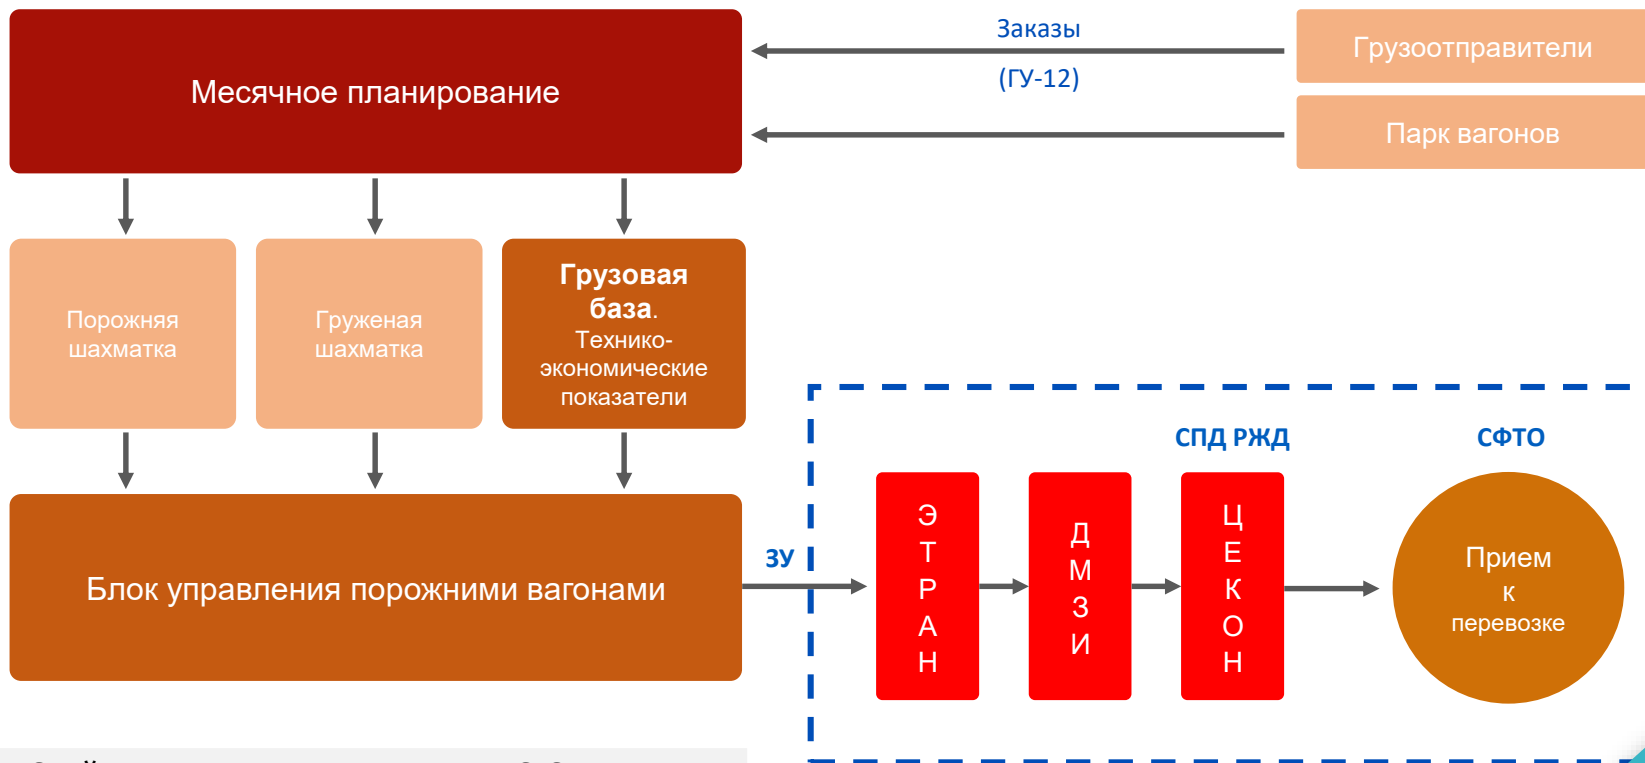 Месячное планирование
Заказы
(ГУ-12)
Грузоотправители
Парк вагонов
Порожняя
шахматка
Груженая
шахматка
Грузовая
база.
Технико-
экономические
показатели
Блок управления порожними вагонами
ЗУ
СПД РЖД
СФТО
Э
Т
Р
А
Н
Д
М
З
И
Ц
Е
К
О
Н
Прием
к
перевозке